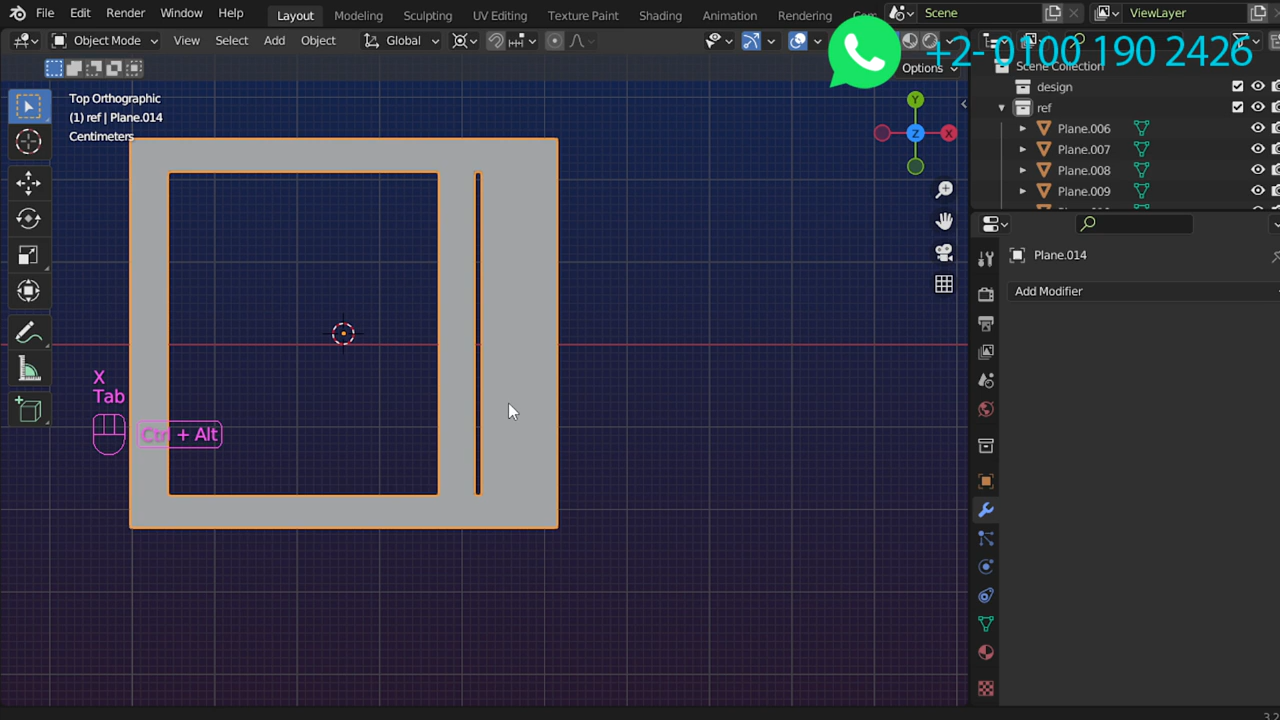 File Edit Render Window Help Layout Modeling Sculpting UV Editing Texture Paint Shading Animation Rendering Scene ViewLayer
Object Mode View Select Add Object Global
+2- 0100 190 2426
Options
Scene Collection
design
ref
Plane.006
Plane.007
Plane.008
Plane.009
Top Orthographic
(1) ref | Plane.014
Centimeters
Y
Z
X
Plane.014
Add Modifier
X
Tab
Ctrl + Alt